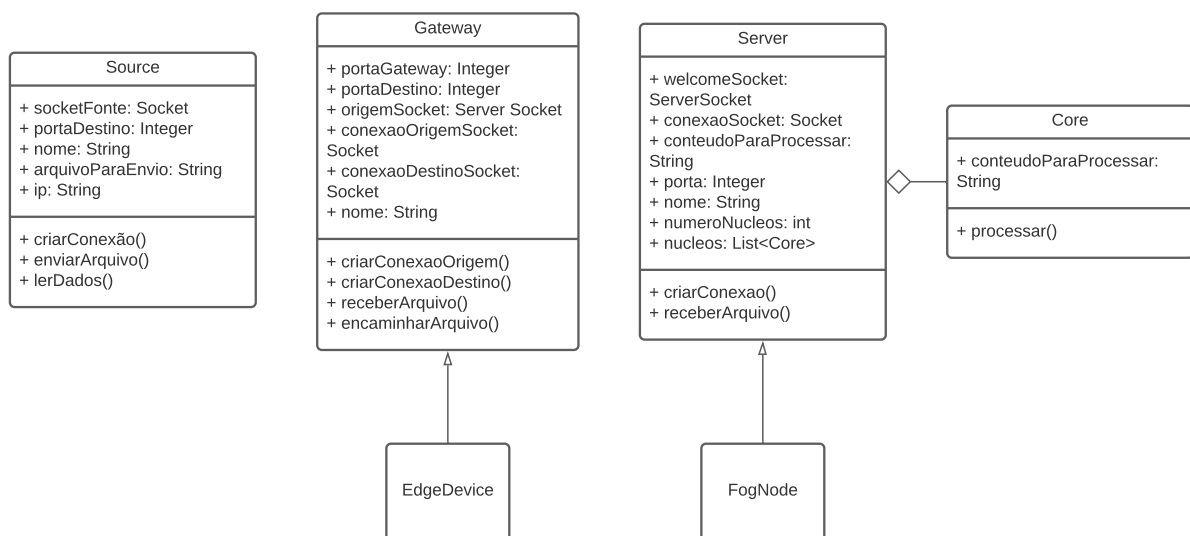 Source
+ socketFonte: Socket
+ portaDestino: Integer
+ nome: String
+ arquivoParaEnvio: String
+ ip: String
+ criarConexão()
+ enviarArquivo()
+ lerDados()
Gateway
+ portaGateway: Integer
+ portaDestino: Integer
+ origemSocket: Server Socket
+ conexaoOrigemSocket:
Socket
+ conexaoDestinoSocket:
Socket
+ nome: String
+ criarConexaoOrigem()
+ criarConexaoDestino()
+ receberArquivo()
+ encaminharArquivo()
Server
+ welcomeSocket:
ServerSocket
+ conexaoSocket: Socket
+ conteudoParaProcessar:
String
+ porta: Integer
+ nome: String
+ numeroNucleos: int
+ nucleos: List<Core>
+ criarConexao()
+ receberArquivo()
Core
+ conteudoParaProcessar:
String
+ processar()
EdgeDevice
FogNode